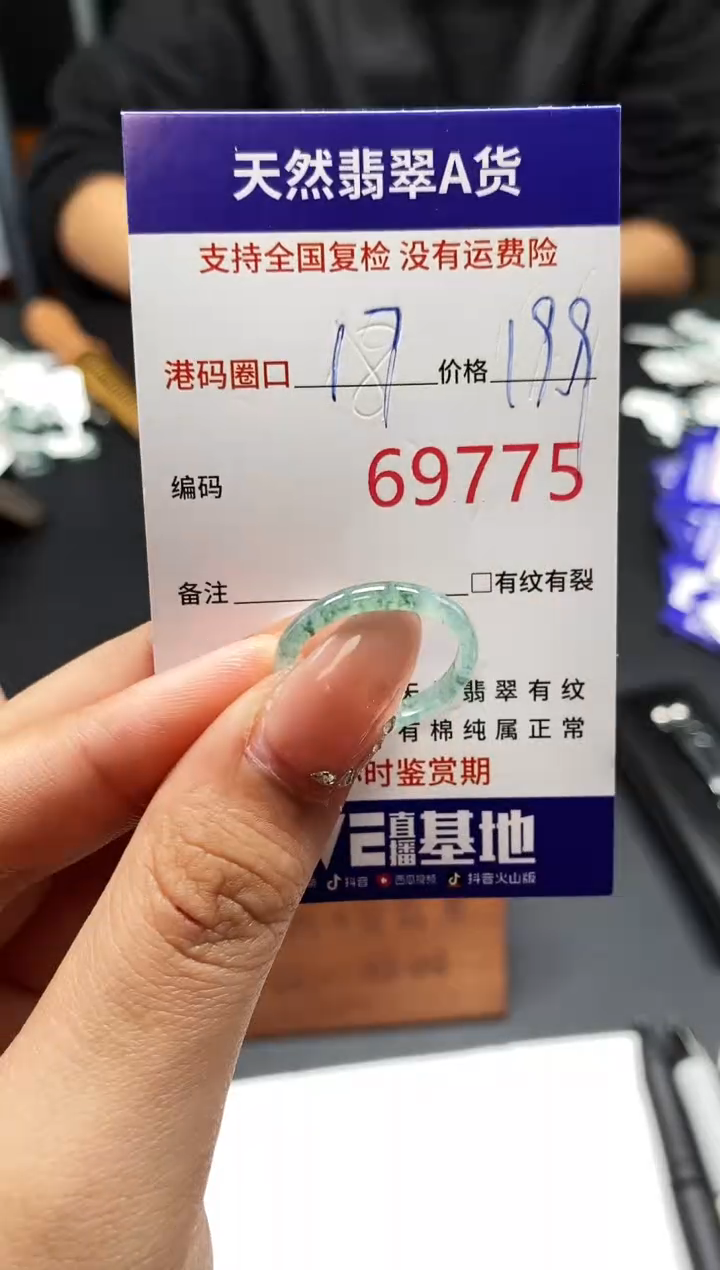 天然翡翠A货
支持全国复检 没有运费险
港码圈口 17 价格 199
编码 69775
备注 □有纹有裂
翡翠有纹
有棉纯属正常
时鉴赏期
直播基地
抖音 西瓜视频 抖音火山版